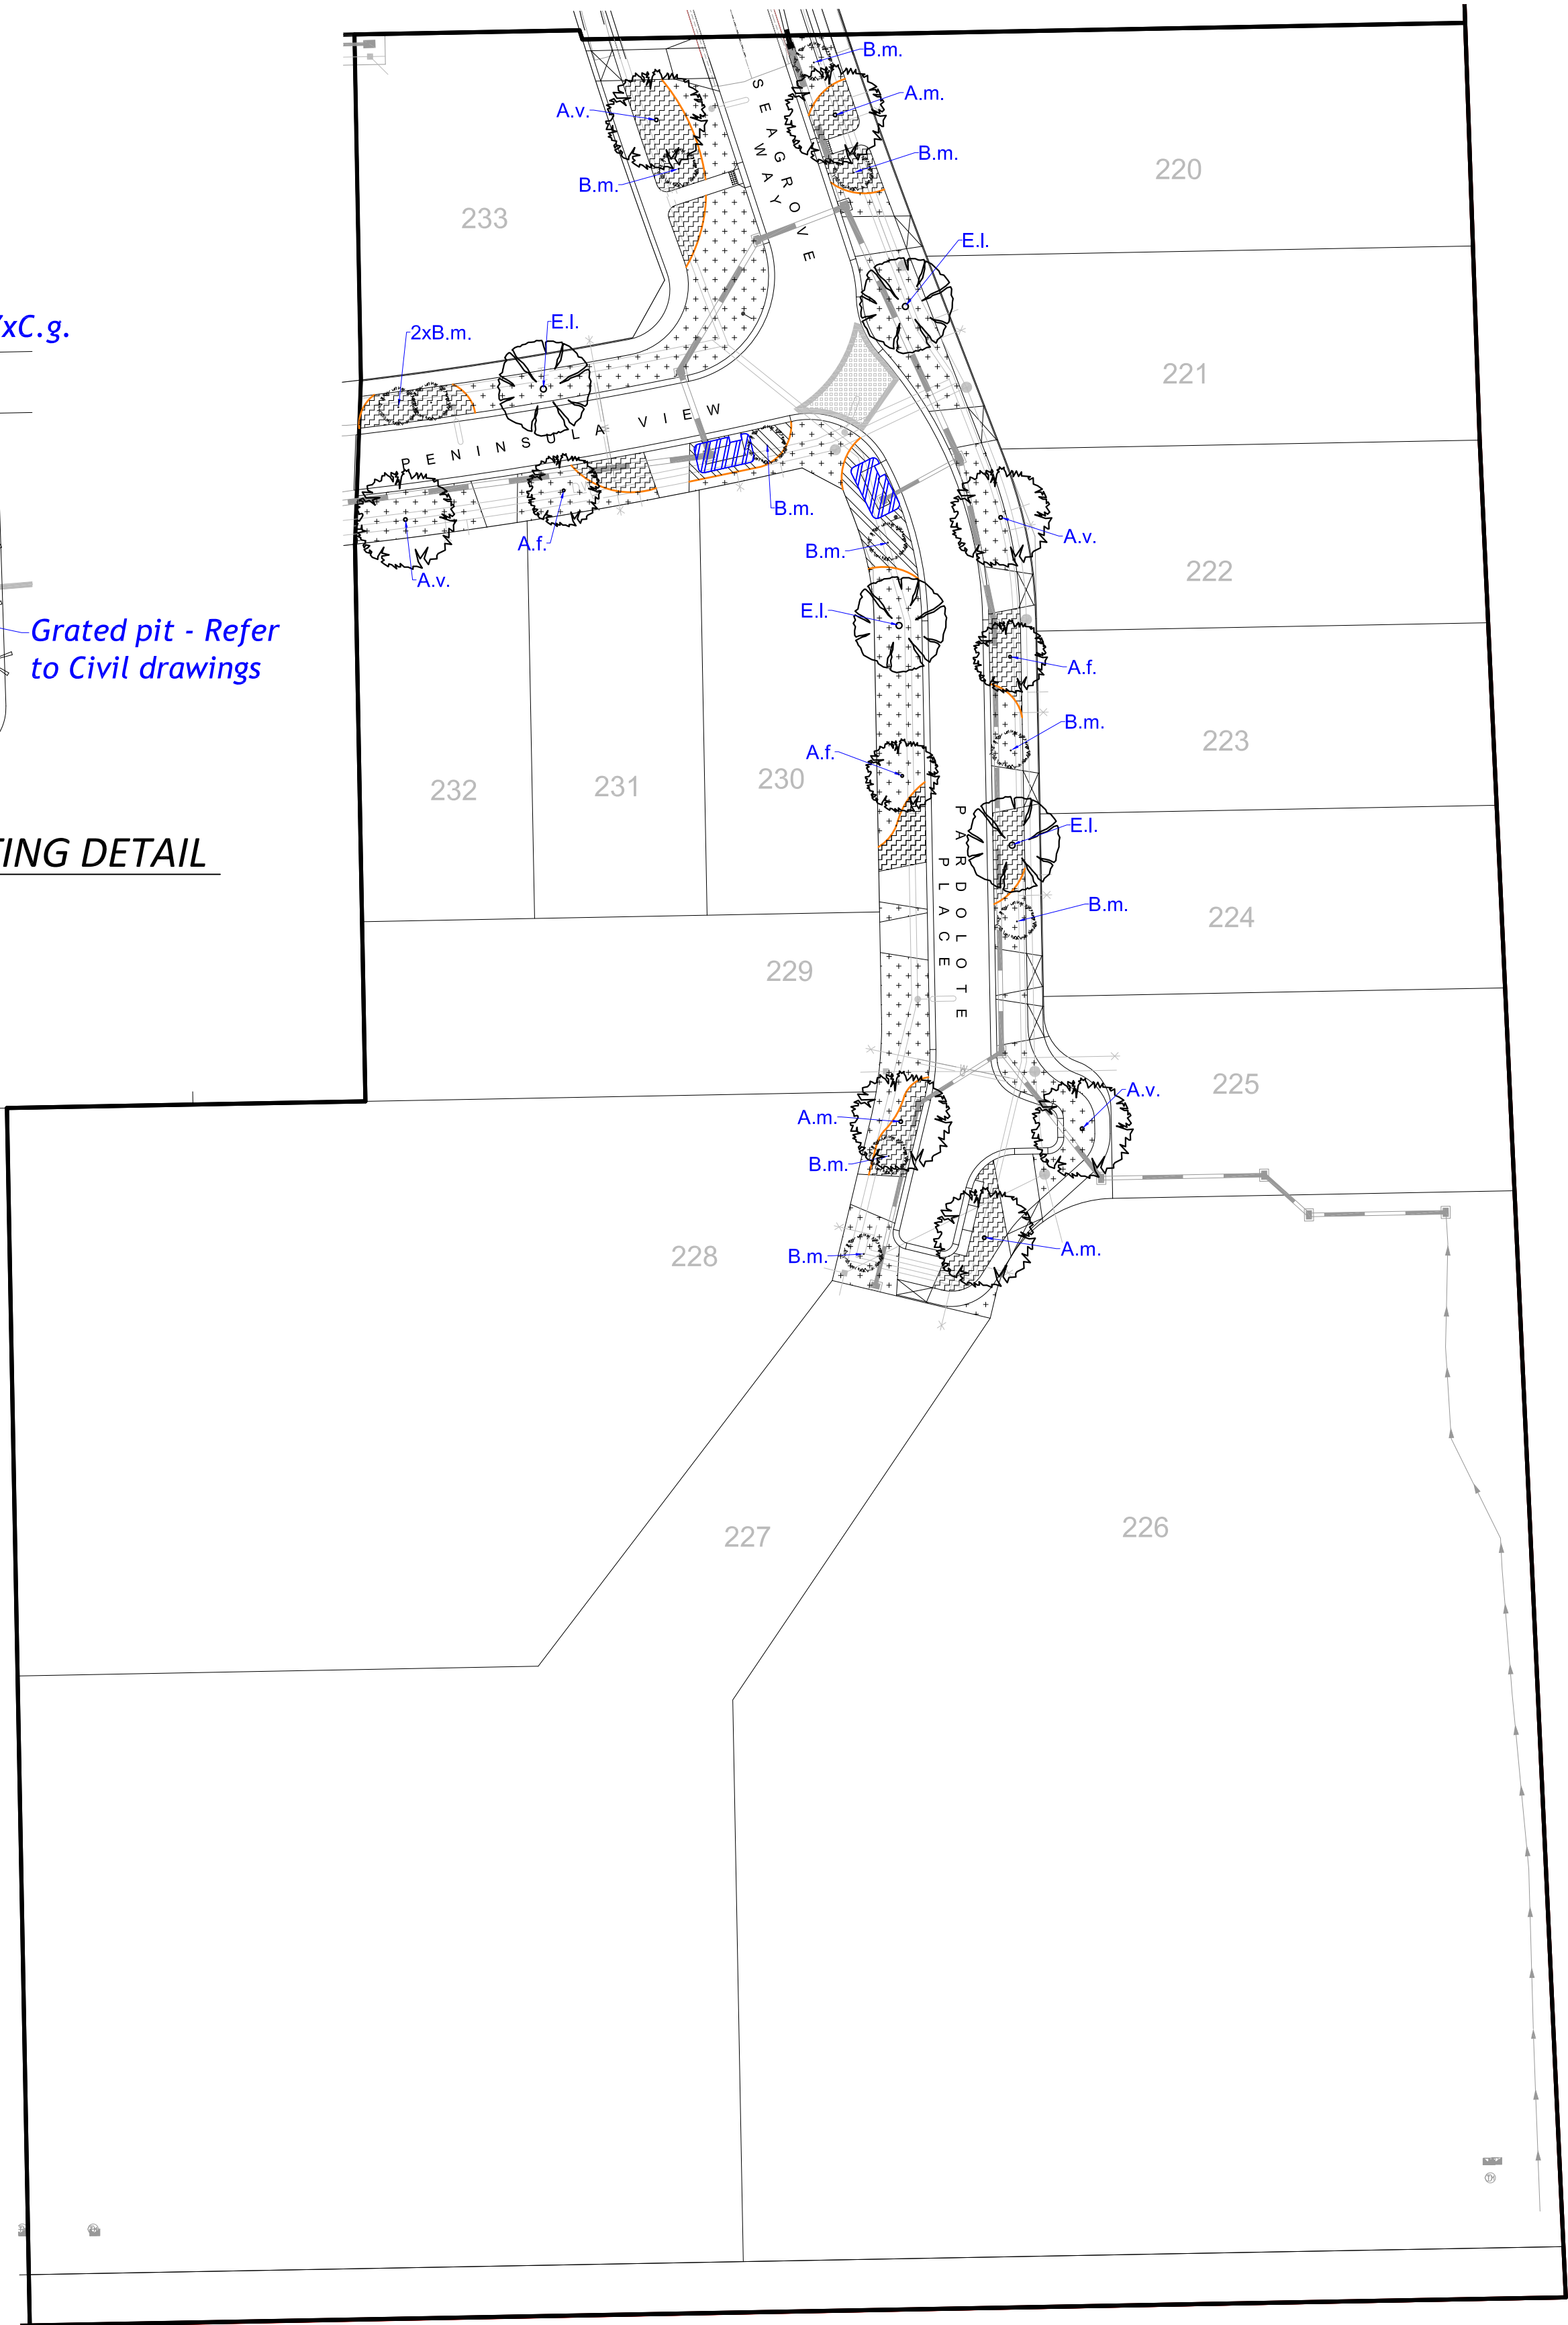 B.m.
A.m.
A.v.
B.m.
B.m.
SEAGROVE
WAY
220
233
E.l.
xC.g.
E.l.
2xB.m.
221
PENINSULA VIEW
B.m.
A.v.
A.f.
B.m.
A.v.
222
E.l.
Grated pit - Refer
to Civil drawings
A.f.
B.m.
223
A.f.
232
231
230
E.l.
PARDOLOTE
PLACE
TING DETAIL
B.m.
224
229
225
A.v.
A.m.
B.m.
228
B.m.
A.m.
227
226